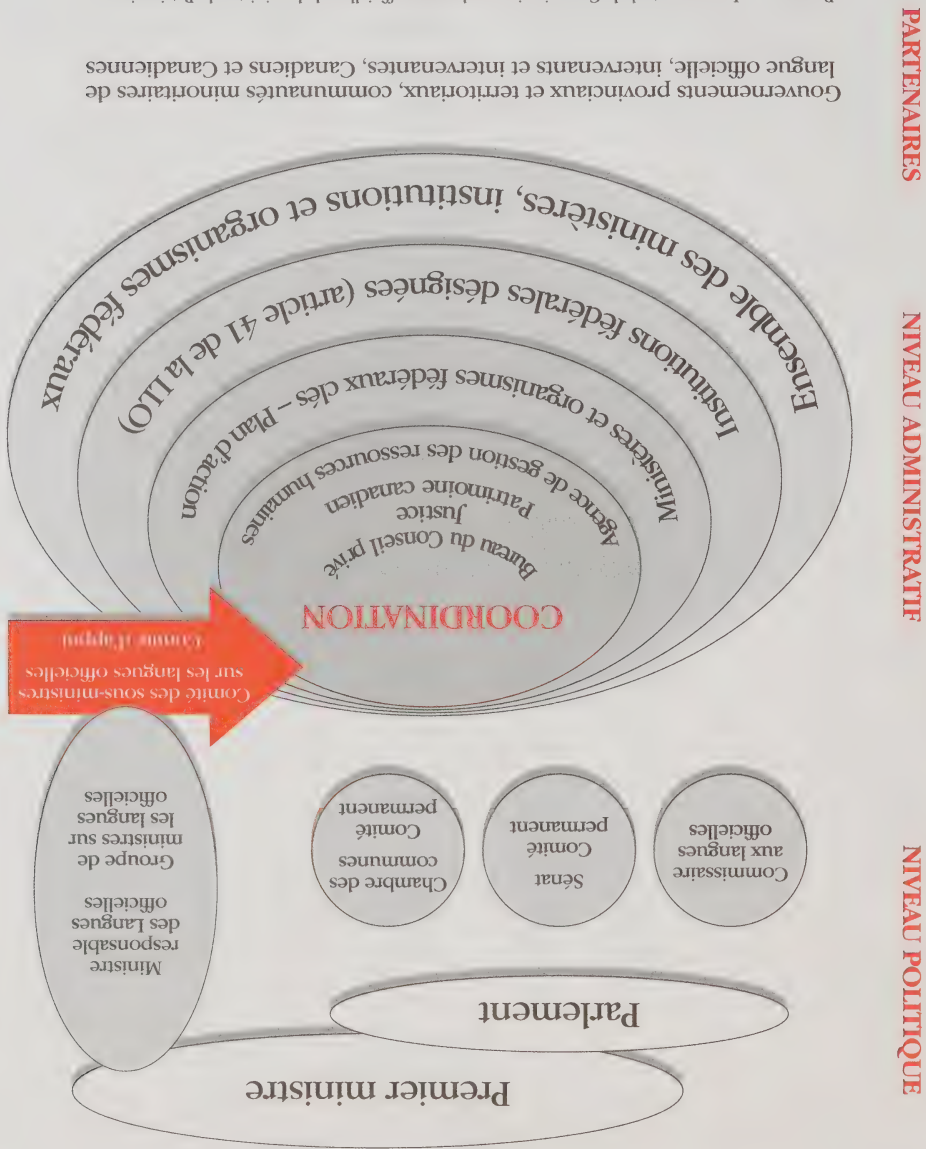 NIVEAU POLITIQUE
Premier ministre
Parlement
Commissaire
aux langues
officielles
Sénat
Comité
permanent
Chambre des
communes
Comité
permanent
Ministre
responsable
des Langues
officielles
Groupe de
ministres sur
les langues
officielles
NIVEAU ADMINISTRATIF
Comité des sous-ministres
sur les langues officielles
Comité d'appui
COORDINATION
Bureau du Conseil privé
Justice
Patrimoine canadien
Agence de gestion des ressources humaines
Ministères et organismes fédéraux clés – Plan d'action
Institutions fédérales désignées (article 41 de la LLO)
Ensemble des ministères, institutions et organismes fédéraux
PARTENAIRES
Gouvernements provinciaux et territoriaux, communautés minoritaires de
langue officielle, intervenants et intervenantes, Canadiens et Canadiennes